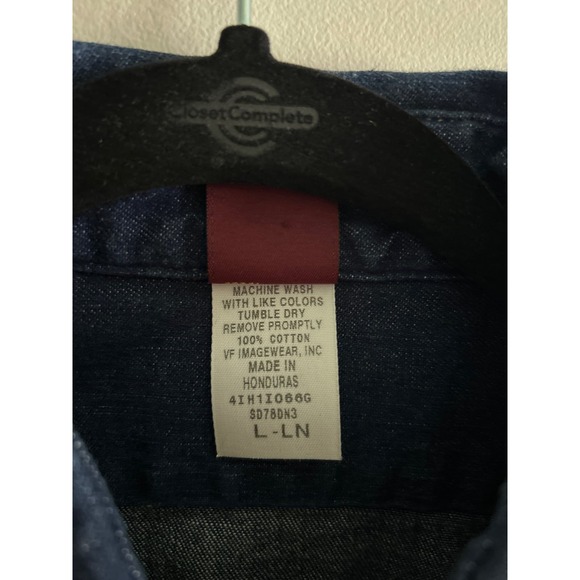 ClosetComplete
MACHINE WASH
WITH LIKE COLORS
TUMBLE DRY
REMOVE PROMPTLY
100% COTTON
VF IMAGEWEAR, INC
MADE IN
HONDURAS
4IH1I066G
SD78DN3
L-LN